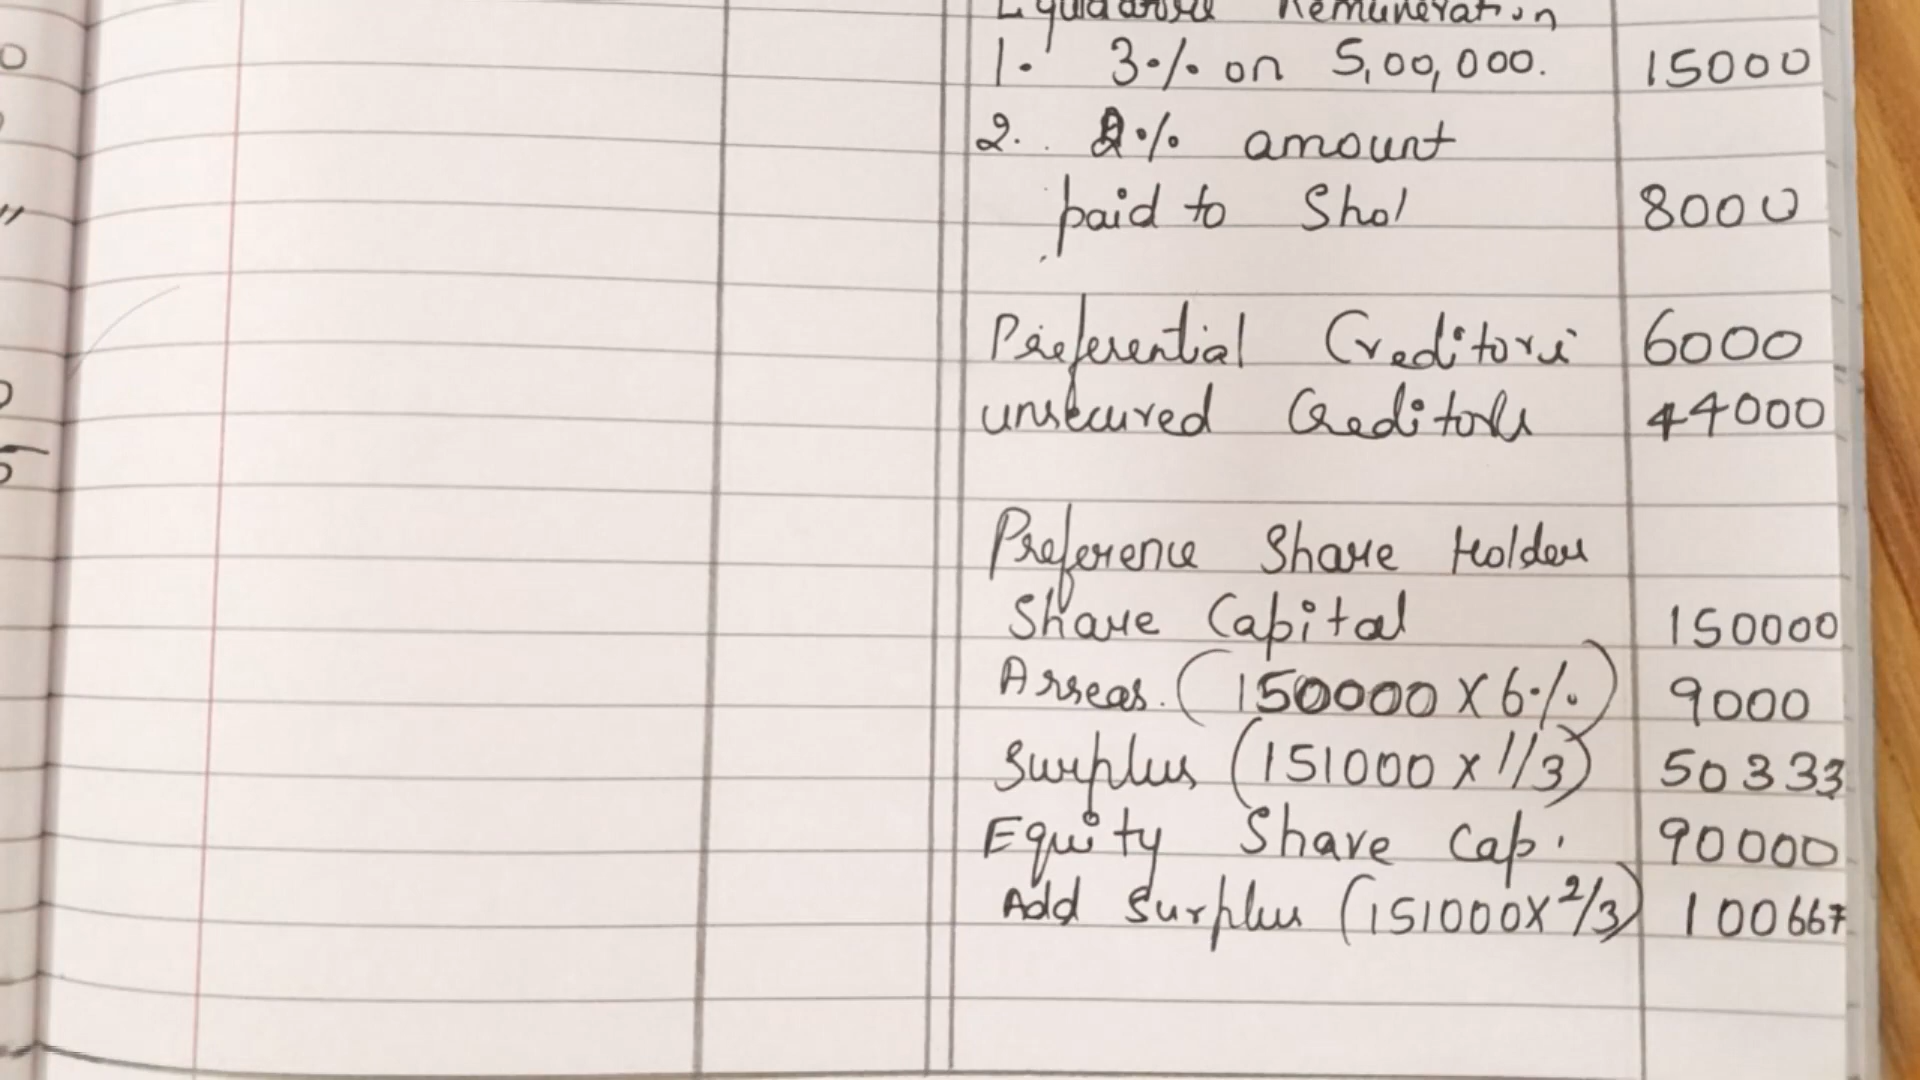 Liquidators Remuneration
1. 3% on 5,00,000. 15000
2. 2% amount
paid to Shol 8000
Preferential Creditors 6000
unsecured Creditors 44000
Preference Share Holder
Share Capital 150000
Arreas. (150000 X 6%) 9000
Surplus (151000 x 1/3) 50333
Equity Share Cap. 90000
Add Surplus (151000X 2/3) 100667